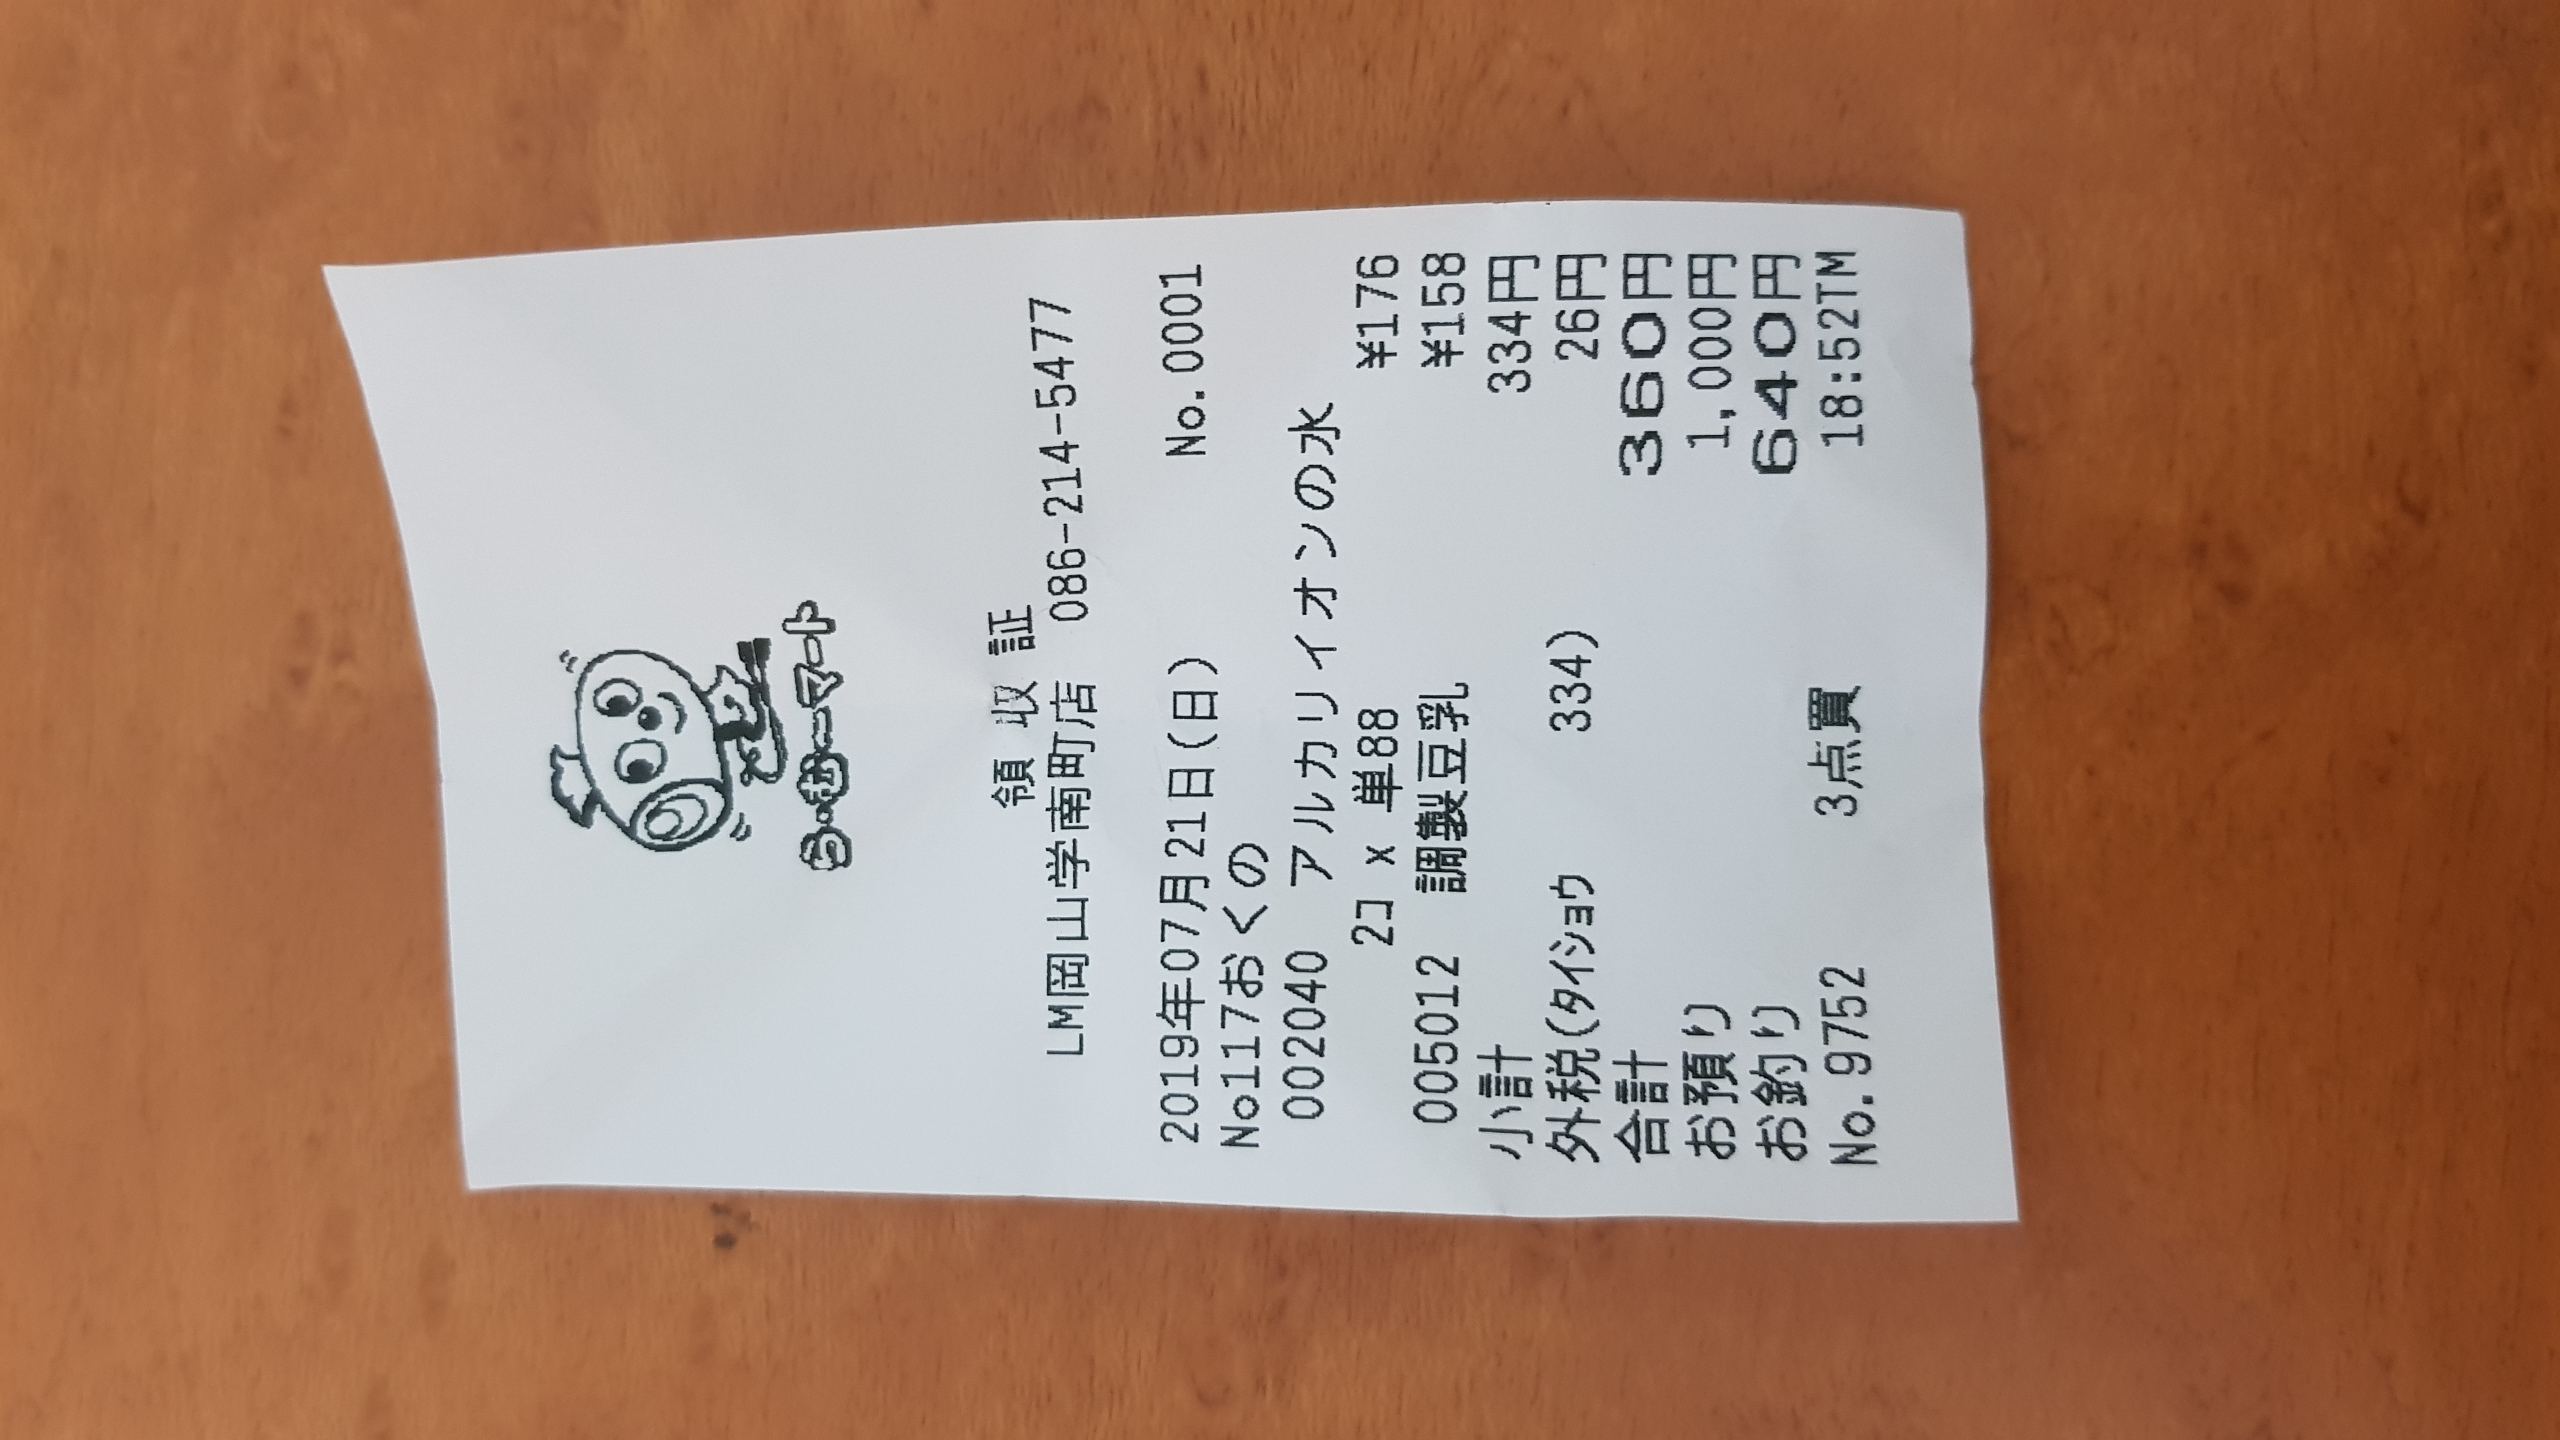 ら・む〜マート
領収証
LM岡山学南町店 086-214-5477
2019年07月21日(日) No.0001
No117おくの
002040 アルカリイオンの水
2コ x 単88 ¥176
005012 調製豆乳 ¥158
小計 334円
外税(タイショウ 334) 26円
合計 360円
お預り 1,000円
お釣り 640円
No.9752 3点買 18:52TM